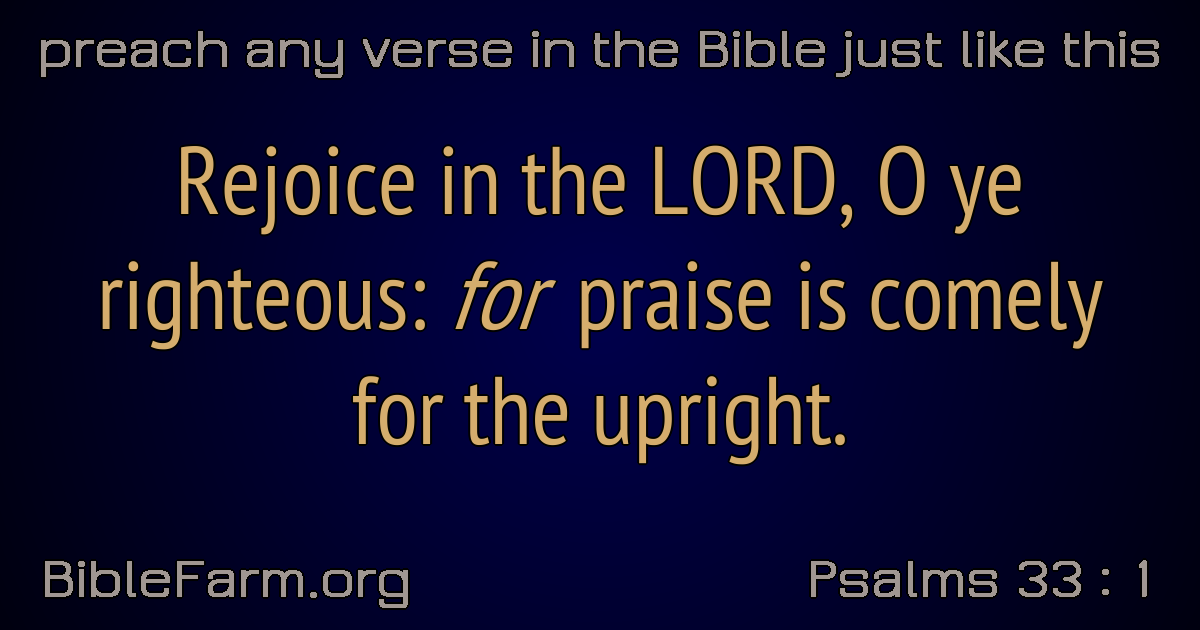 preach any verse in the Bible just like this
Rejoice in the LORD, O ye
righteous: for praise is comely
for the upright.
BibleFarm.org
Psalms 33 : 1